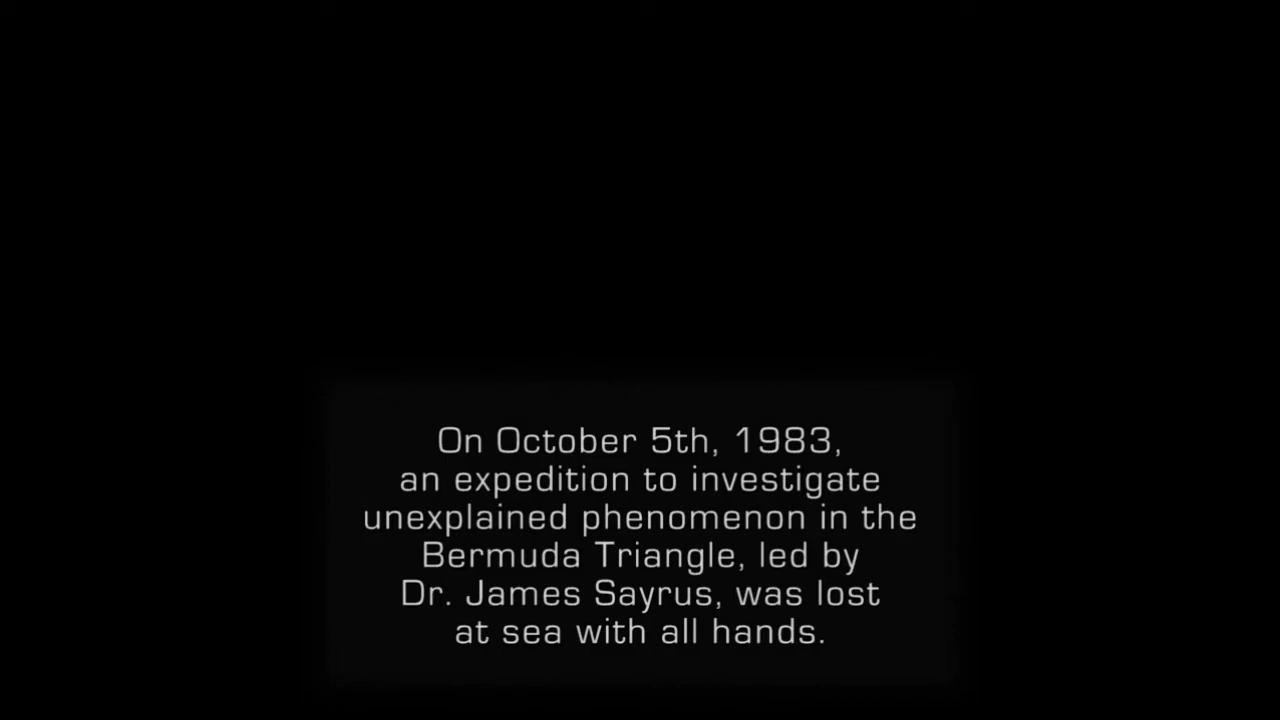 On October 5th, 1983,
an expedition to investigate
unexplained phenomenon in the
Bermuda Triangle, led by
Dr. James Sayrus, was lost
at sea with all hands.